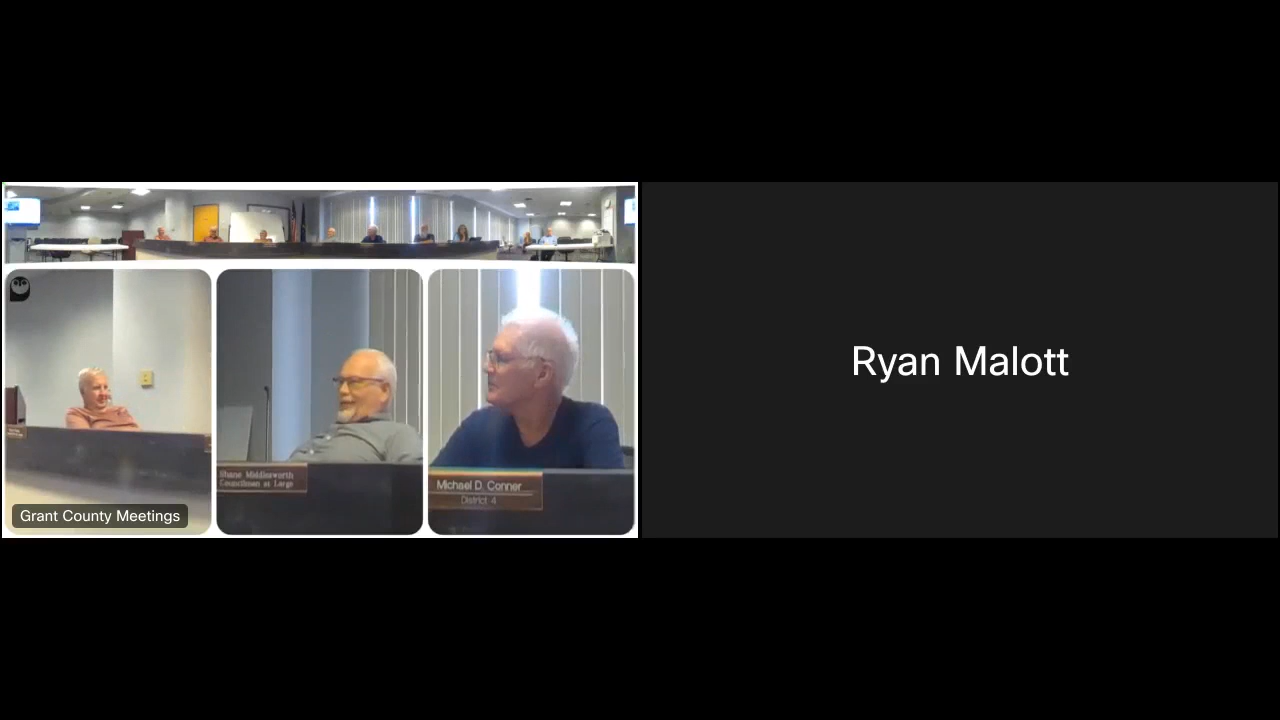 Shane Middlesworth
Councilman at Large
Michael D. Conner
District 4
Grant County Meetings
Ryan Malott